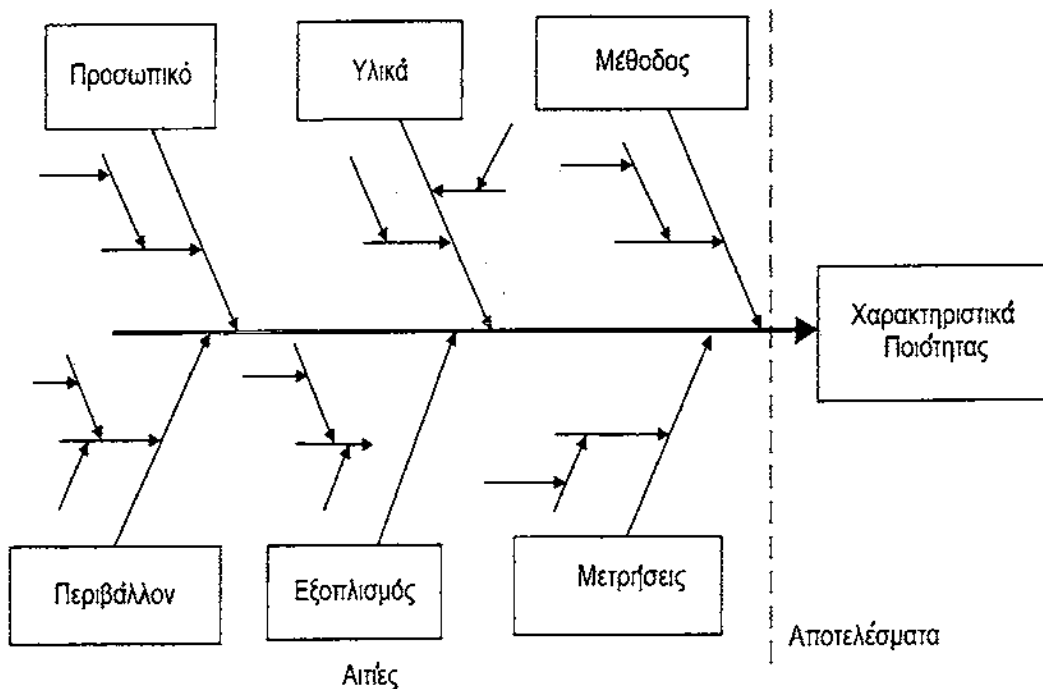 Προσωπικό
Υλικά
Μέθοδος
Χαρακτηριστικά
Ποιότητας
Περιβάλλον
Εξοπλισμός
Μετρήσεις
Αποτελέσματα
Αιτίες